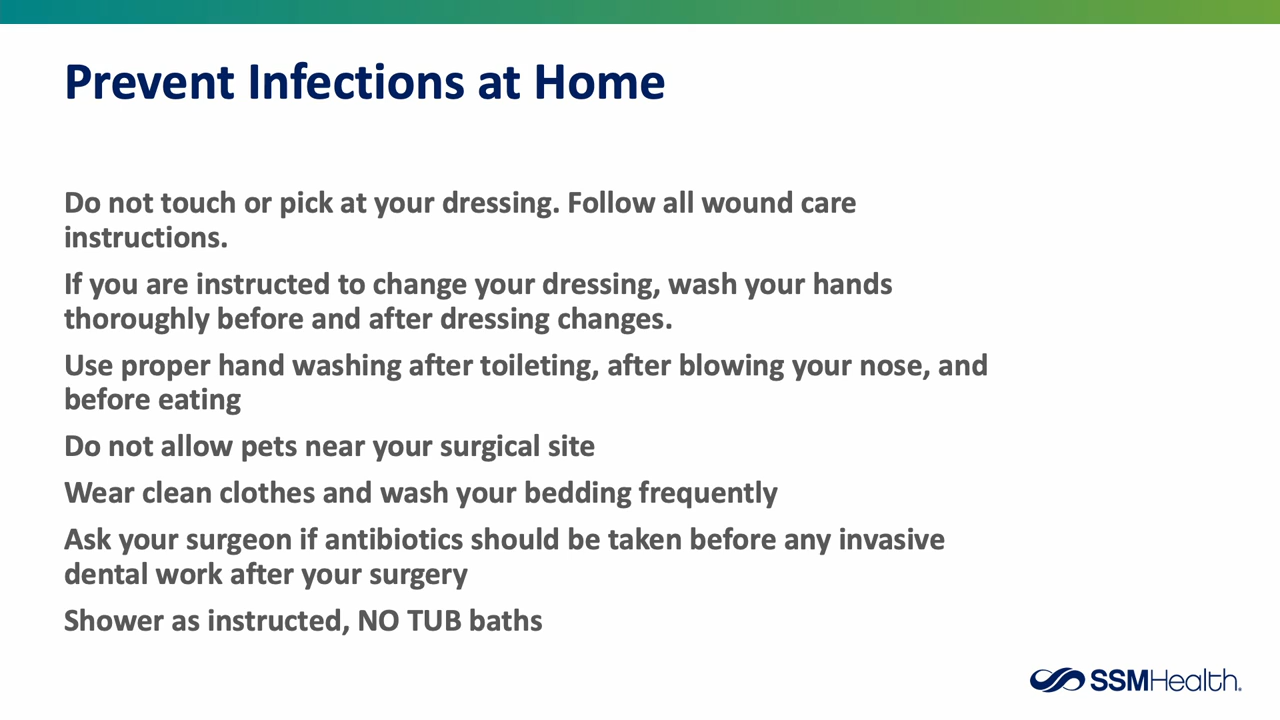 Prevent Infections at Home
Do not touch or pick at your dressing. Follow all wound care
instructions.
If you are instructed to change your dressing, wash your hands
thoroughly before and after dressing changes.
Use proper hand washing after toileting, after blowing your nose, and
before eating
Do not allow pets near your surgical site
Wear clean clothes and wash your bedding frequently
Ask your surgeon if antibiotics should be taken before any invasive
dental work after your surgery
Shower as instructed, NO TUB baths
SSMHealth.